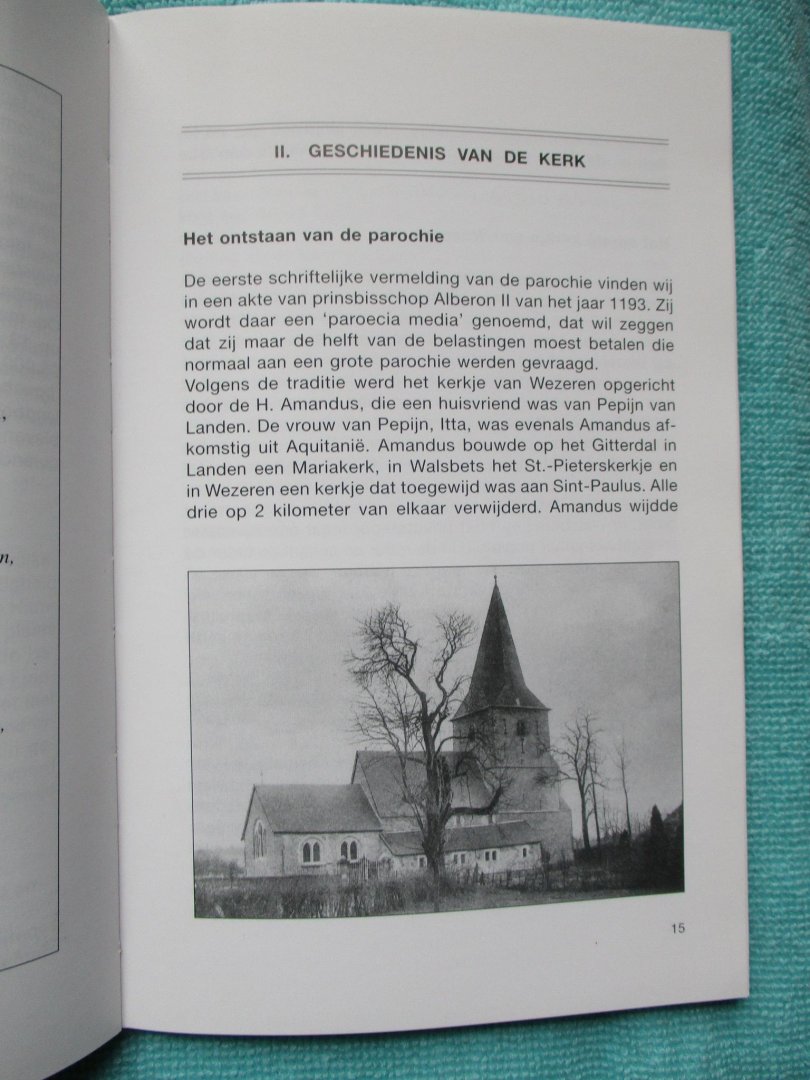 II. GESCHIEDENIS VAN DE KERK
Het ontstaan van de parochie
De eerste schriftelijke vermelding van de parochie vinden wij
in een akte van prinsbisschop Alberon II van het jaar 1193. Zij
wordt daar een ‘paroecia media’ genoemd, dat wil zeggen
dat zij maar de helft van de belastingen moest betalen die
normaal aan een grote parochie werden gevraagd.
Volgens de traditie werd het kerkje van Wezeren opgericht
door de H. Amandus, die een huisvriend was van Pepijn van
Landen. De vrouw van Pepijn, Itta, was evenals Amandus af-
komstig uit Aquitanië. Amandus bouwde op het Gitterdal in
Landen een Mariakerk, in Walsbets het St.-Pieterskerkje en
in Wezeren een kerkje dat toegewijd was aan Sint-Paulus. Alle
drie op 2 kilometer van elkaar verwijderd. Amandus wijdde
15